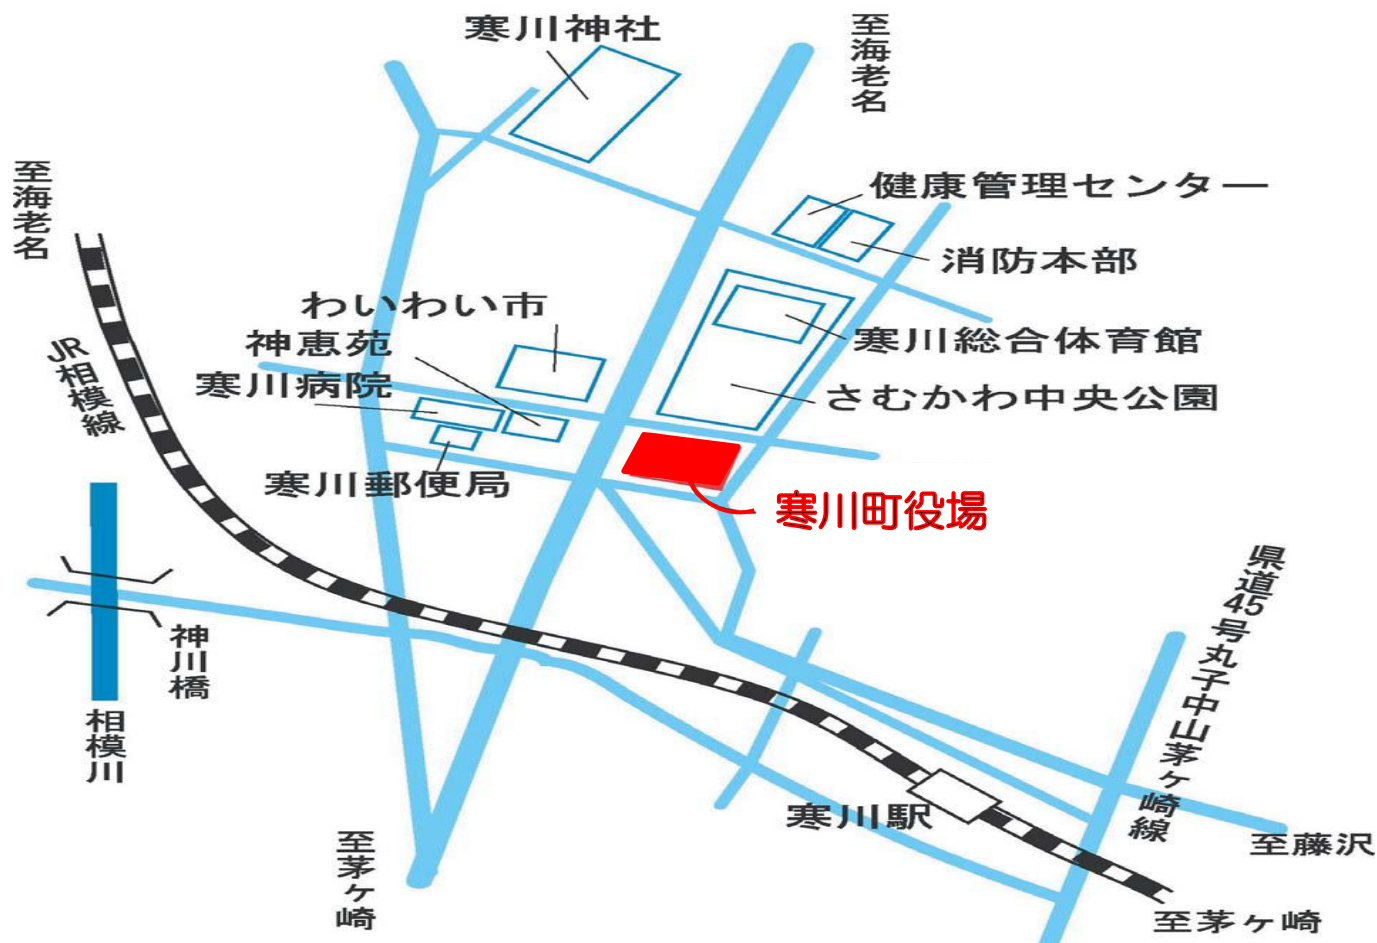 寒川神社
至海老名
至海老名
健康管理センター
消防本部
わいわい市
神恵苑
寒川病院
寒川総合体育館
さむかわ中央公園
JR相模線
寒川郵便局
寒川町役場
県道45号丸子中山茅ヶ崎線
神川橋
相模川
寒川駅
至茅ヶ崎
至藤沢
至茅ヶ崎